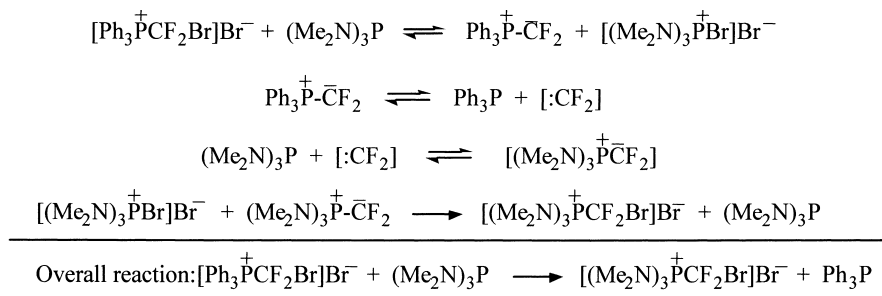 [Ph₃P⁺CF₂Br]Br⁻ + (Me₂N)₃P ⇌ Ph₃P⁺-C̄F₂ + [(Me₂N)₃P⁺Br]Br⁻
Ph₃P⁺-C̄F₂ ⇌ Ph₃P + [:CF₂]
(Me₂N)₃P + [:CF₂] ⇌ [(Me₂N)₃P⁺C̄F₂]
[(Me₂N)₃P⁺Br]Br⁻ + (Me₂N)₃P⁺-C̄F₂ → [(Me₂N)₃P⁺CF₂Br]Br⁻ + (Me₂N)₃P
Overall reaction:[Ph₃P⁺CF₂Br]Br⁻ + (Me₂N)₃P → [(Me₂N)₃P⁺CF₂Br]Br⁻ + Ph₃P